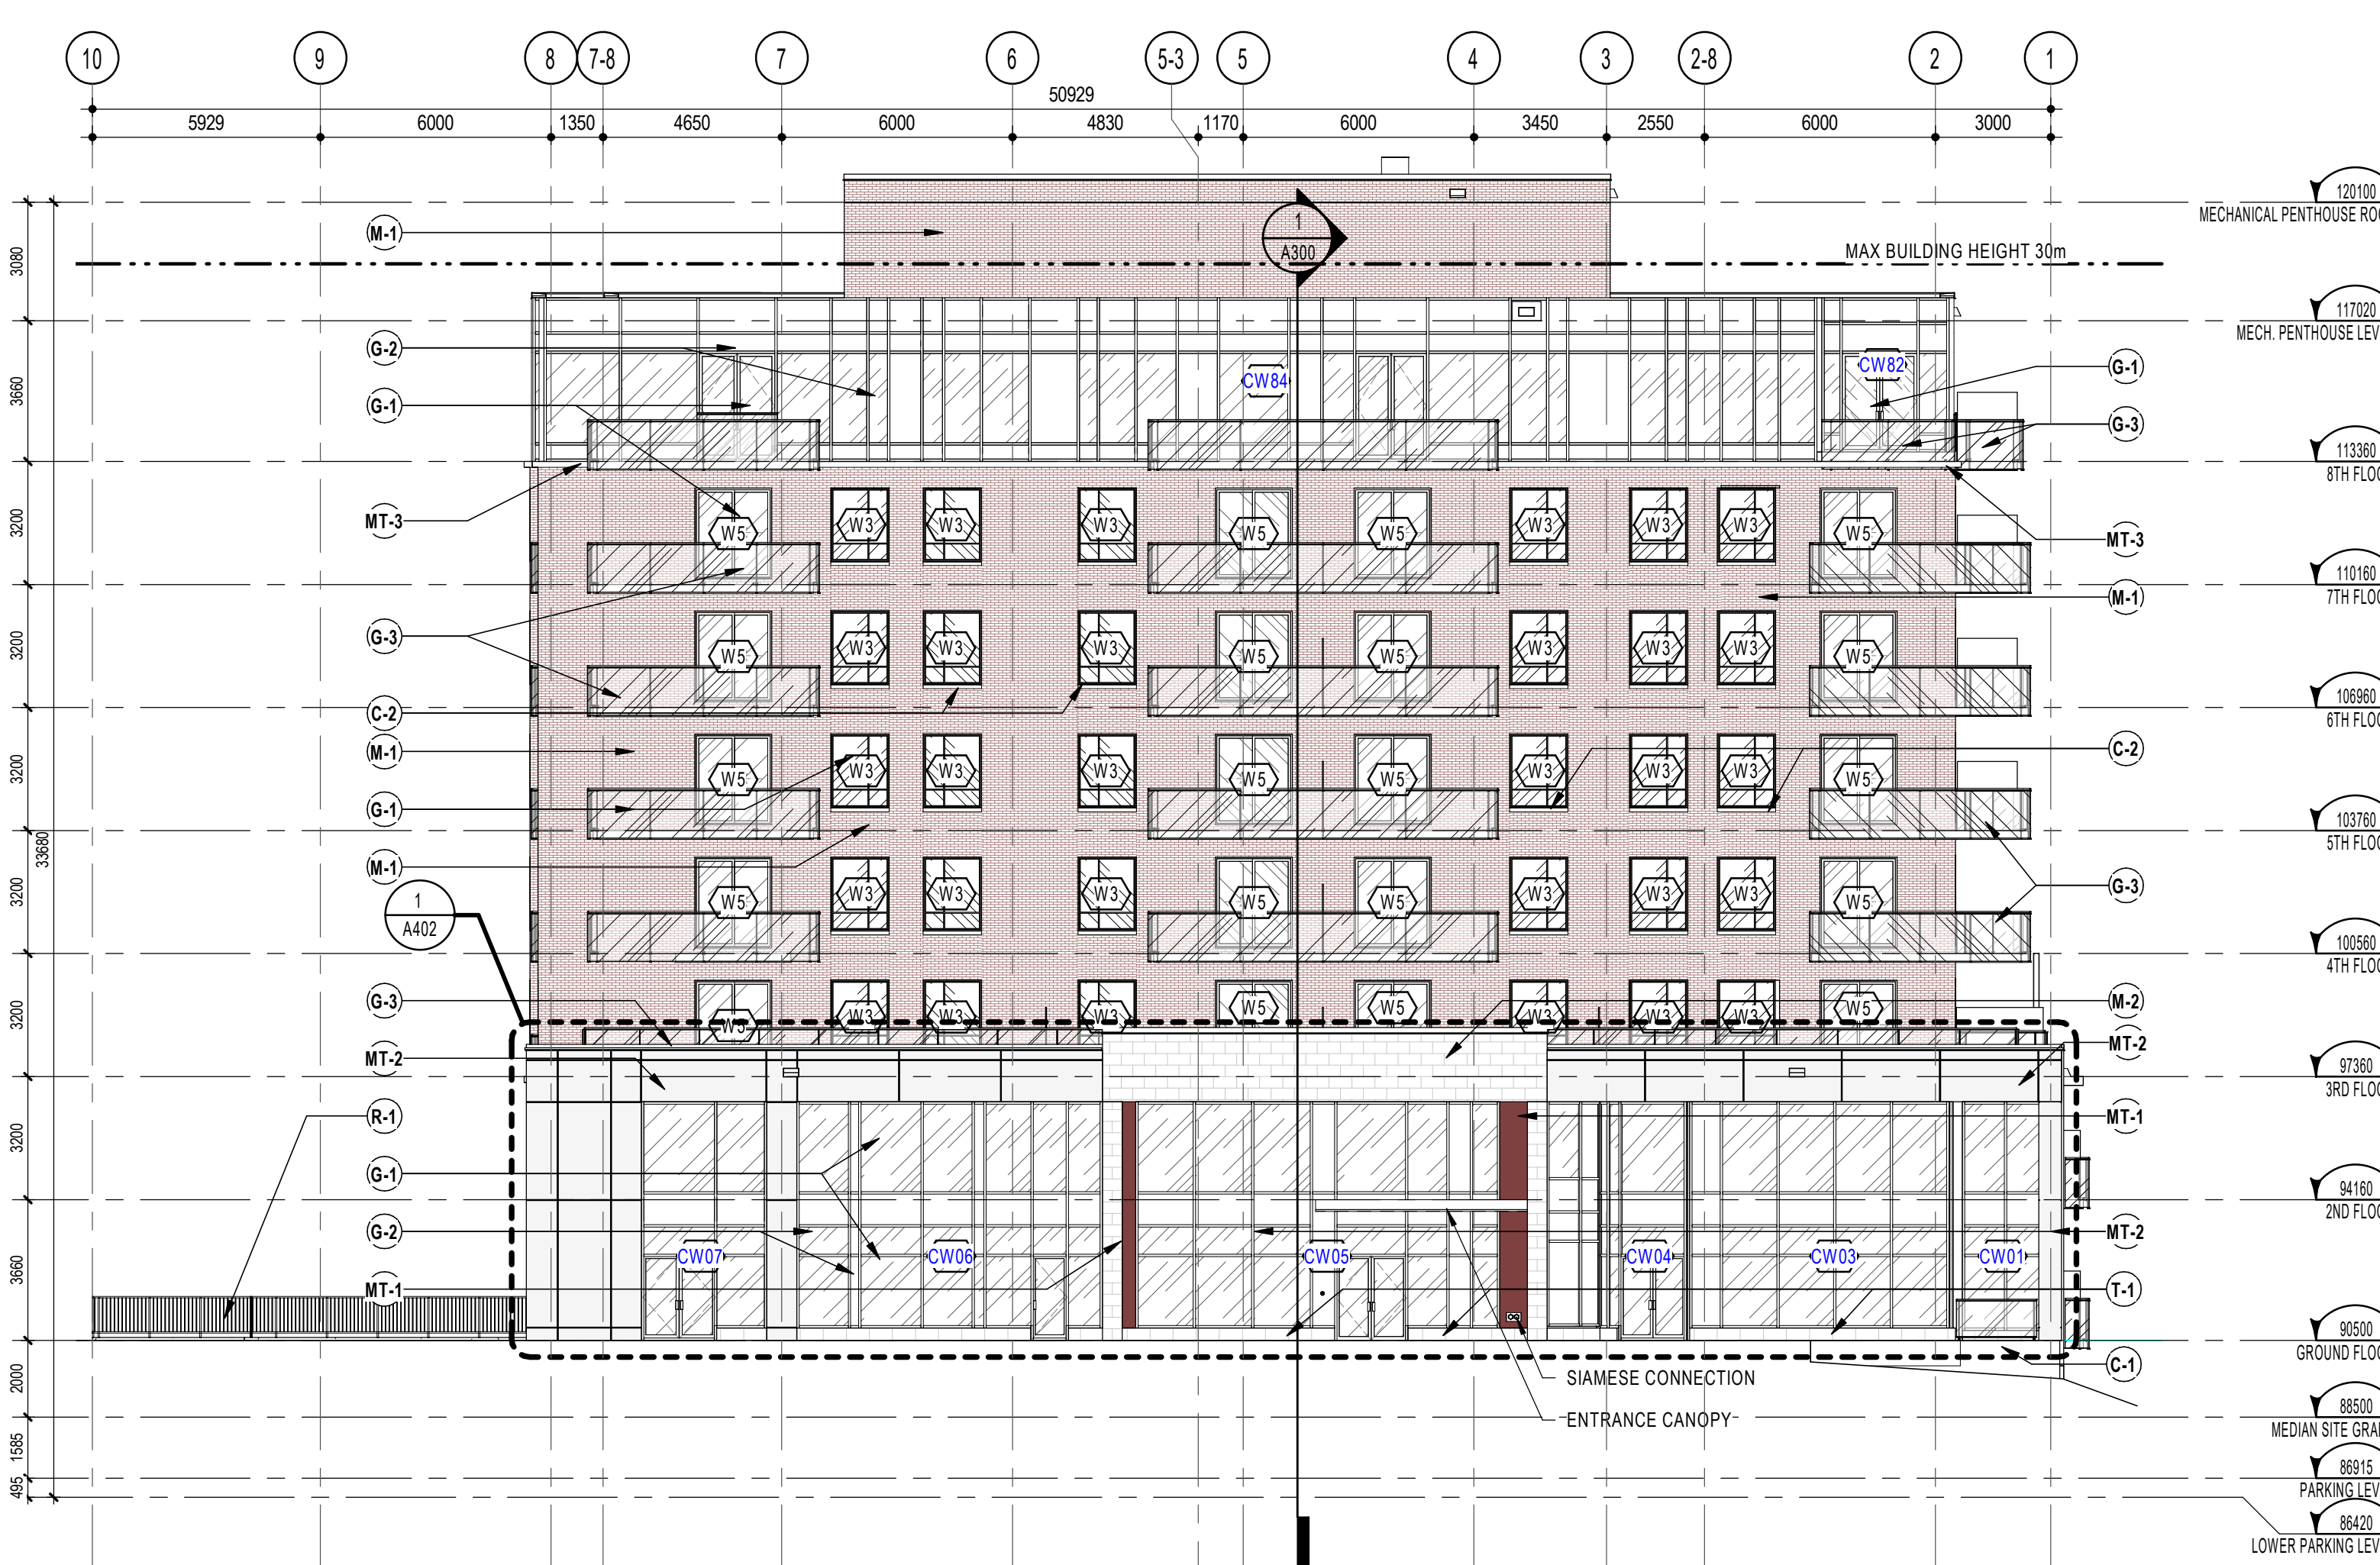 10 9 8 7-8 7 6 5-3 5 4 3 2-8 2 1
50929
5929 6000 1350 4650 6000 4830 1170 6000 3450 2550 6000 3000
120100
MECHANICAL PENTHOUSE ROO
M-1
1
A300
MAX BUILDING HEIGHT 30m
3080
117020
MECH. PENTHOUSE LEV
G-2
CW84
CW82
G-1
G-1
3660
G-3
113360
8TH FLOO
MT-3
W5 W3 W3 W3 W5 W5 W3 W3 W3 W5
MT-3
3200
110160
7TH FLOO
M-1
G-3
W5 W3 W3 W3 W5 W5 W3 W3 W3 W5
3200
106960
6TH FLOO
C-2
M-1
C-2
W5 W3 W3 W3 W5 W5 W3 W3 W3 W5
3200
G-1
103760
5TH FLOO
33680
M-1
G-3
W5 W3 W3 W3 W5 W5 W3 W3 W3 W5
3200
1
A402
100560
4TH FLOO
G-3
M-2
W5 W3 W3 W3 W5 W5 W3 W3 W3 W5
3200
MT-2
MT-2
97360
3RD FLOO
R-1
MT-1
3200
G-1
94160
2ND FLOO
G-2
MT-2
CW07 CW06 CW05 CW04 CW03 CW01
3660
MT-1
T-1
90500
GROUND FLOO
C-1
SIAMESE CONNECTION
2000
ENTRANCE CANOPY
88500
MEDIAN SITE GRA
1585
86915
PARKING LEV
495
86420
LOWER PARKING LEV